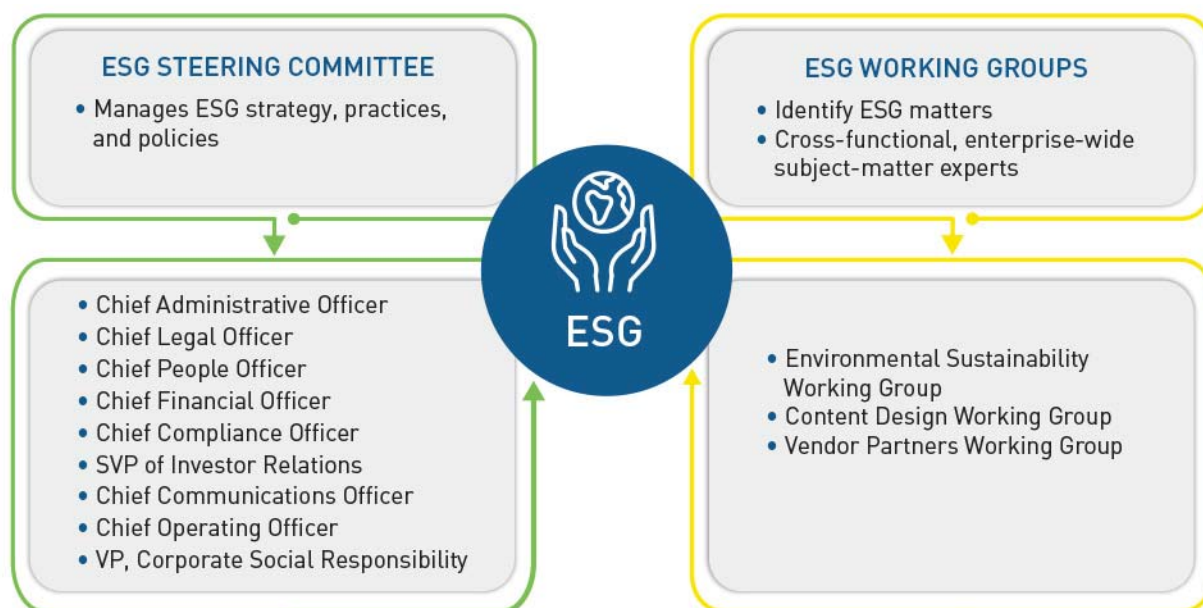 ESG STEERING COMMITTEE
• Manages ESG strategy, practices,
and policies
ESG WORKING GROUPS
• Identify ESG matters
• Cross-functional, enterprise-wide
subject-matter experts
ESG
• Chief Administrative Officer
• Chief Legal Officer
• Chief People Officer
• Chief Financial Officer
• Chief Compliance Officer
• SVP of Investor Relations
• Chief Communications Officer
• Chief Operating Officer
• VP, Corporate Social Responsibility
• Environmental Sustainability
Working Group
• Content Design Working Group
• Vendor Partners Working Group